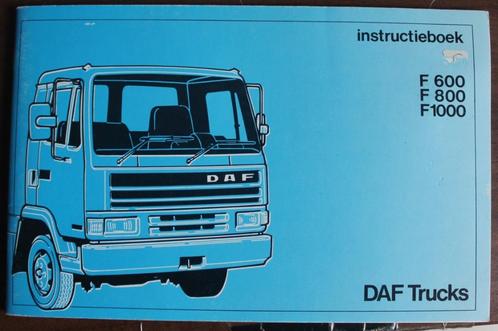 instructieboek
F 600
F 800
F1000
DAF
DAF Trucks